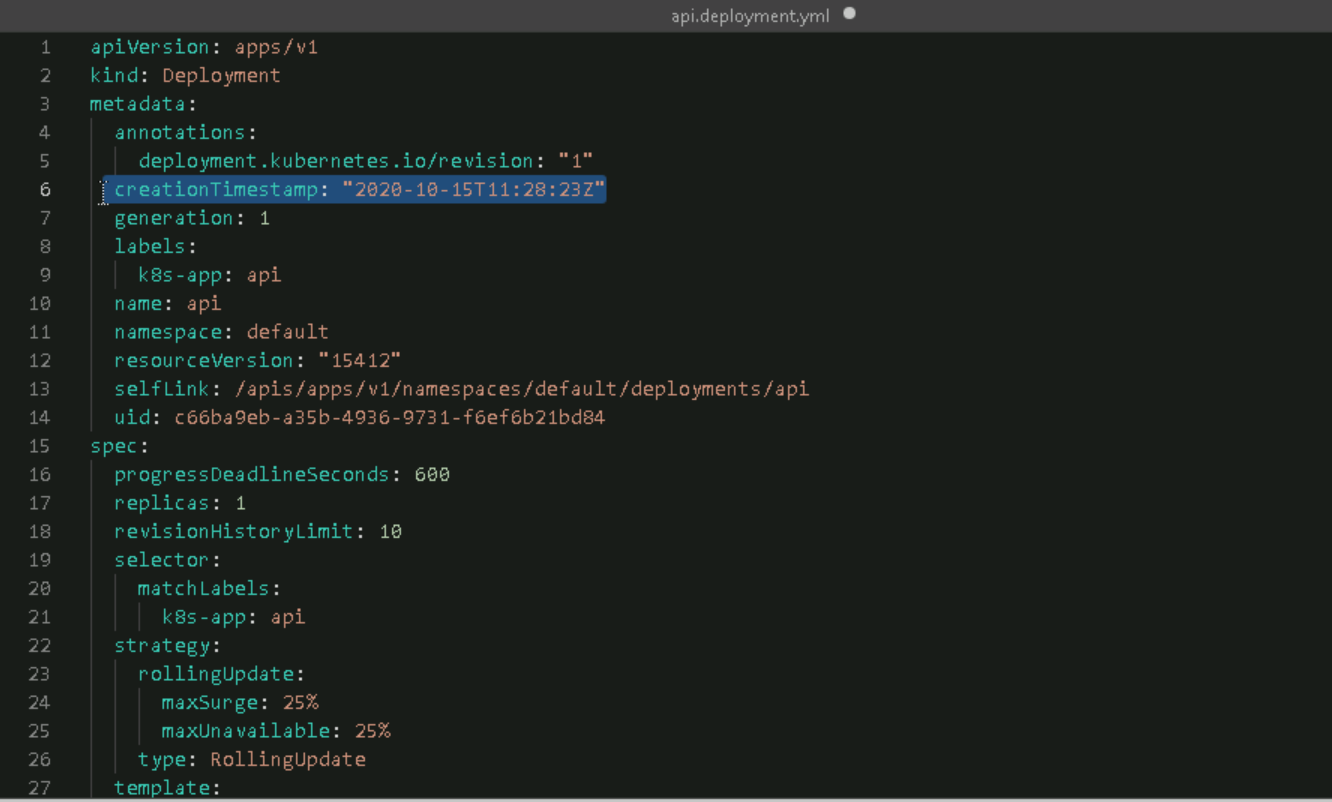 api.deployment.yml
1 apiVersion: apps/v1
2 kind: Deployment
3 metadata:
4   annotations:
5     deployment.kubernetes.io/revision: "1"
6   creationTimestamp: "2020-10-15T11:28:23Z"
7   generation: 1
8   labels:
9     k8s-app: api
10   name: api
11   namespace: default
12   resourceVersion: "15412"
13   selfLink: /apis/apps/v1/namespaces/default/deployments/api
14   uid: c66ba9eb-a35b-4936-9731-f6ef6b21bd84
15 spec:
16   progressDeadlineSeconds: 600
17   replicas: 1
18   revisionHistoryLimit: 10
19   selector:
20     matchLabels:
21       k8s-app: api
22   strategy:
23     rollingUpdate:
24       maxSurge: 25%
25       maxUnavailable: 25%
26     type: RollingUpdate
27   template: